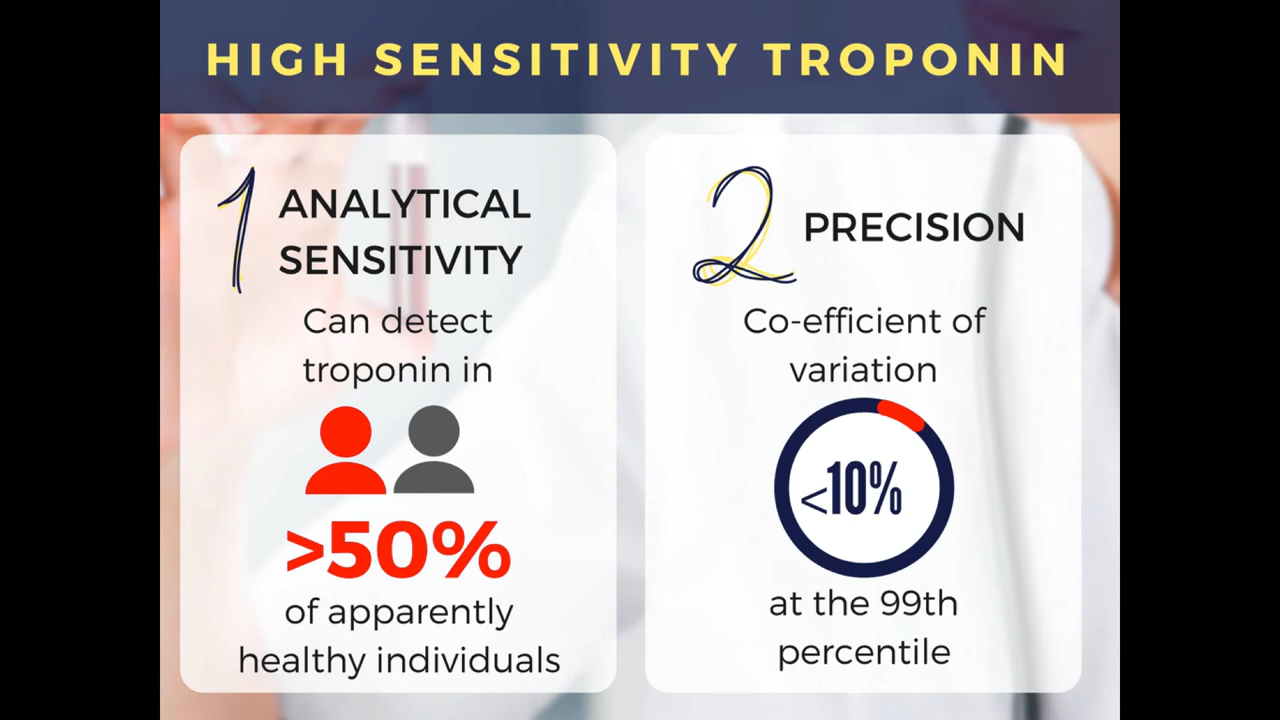 HIGH SENSITIVITY TROPONIN
1 ANALYTICAL
SENSITIVITY
Can detect
troponin in
>50%
of apparently
healthy individuals
2 PRECISION
Co-efficient of
variation
<10%
at the 99th
percentile